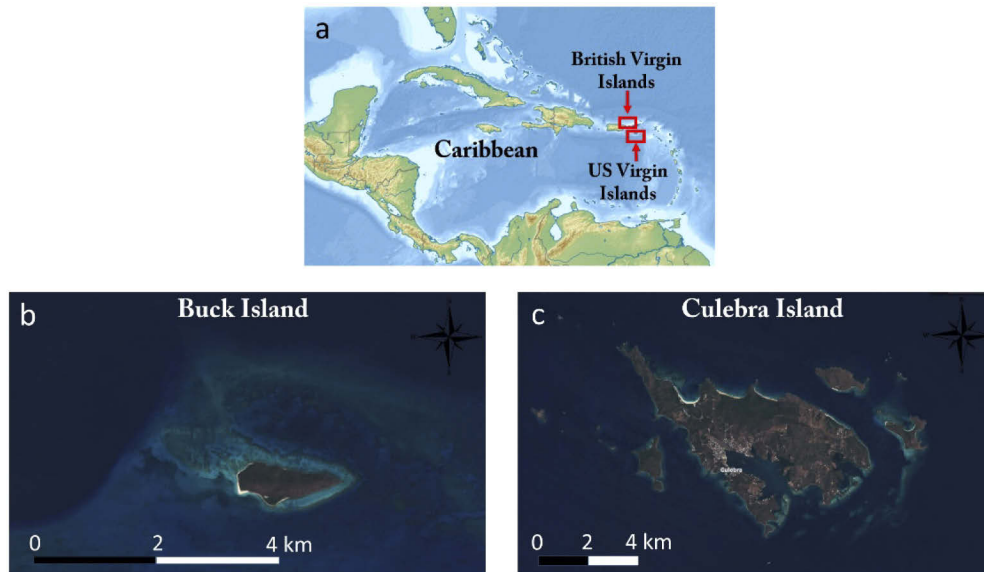 a
British Virgin
Islands
Caribbean
US Virgin
Islands
b
Buck Island
0 2 4 km
c
Culebra Island
Culebra
0 2 4 km